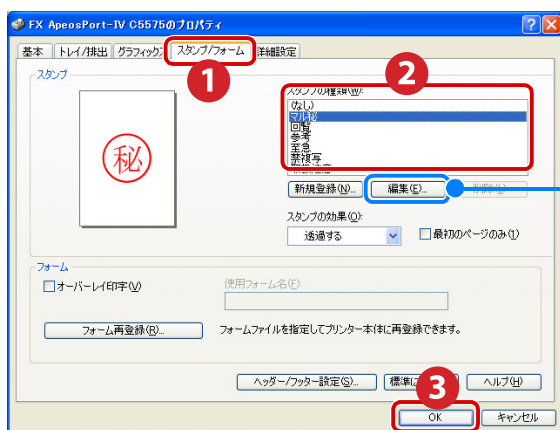 FX ApeosPort-IV C5575のプロパティ
基本 トレイ/排出 グラフィックス スタンプ/フォーム 詳細設定
1
2
スタンプ
スタンプの種類(W):
(なし)
マル秘
回覧
参考
至急
禁複写
秘
新規登録(N)... 編集(E)...
スタンプの効果(O):
透過する 最初のページのみ(1)
フォーム
オーバーレイ印字(V) 使用フォーム名(F):
フォーム再登録(R)... フォームファイルを指定してプリンター本体に再登録できます。
3
ヘッダー/フッター設定(S)... 標準に ヘルプ(H)
OK キャンセル